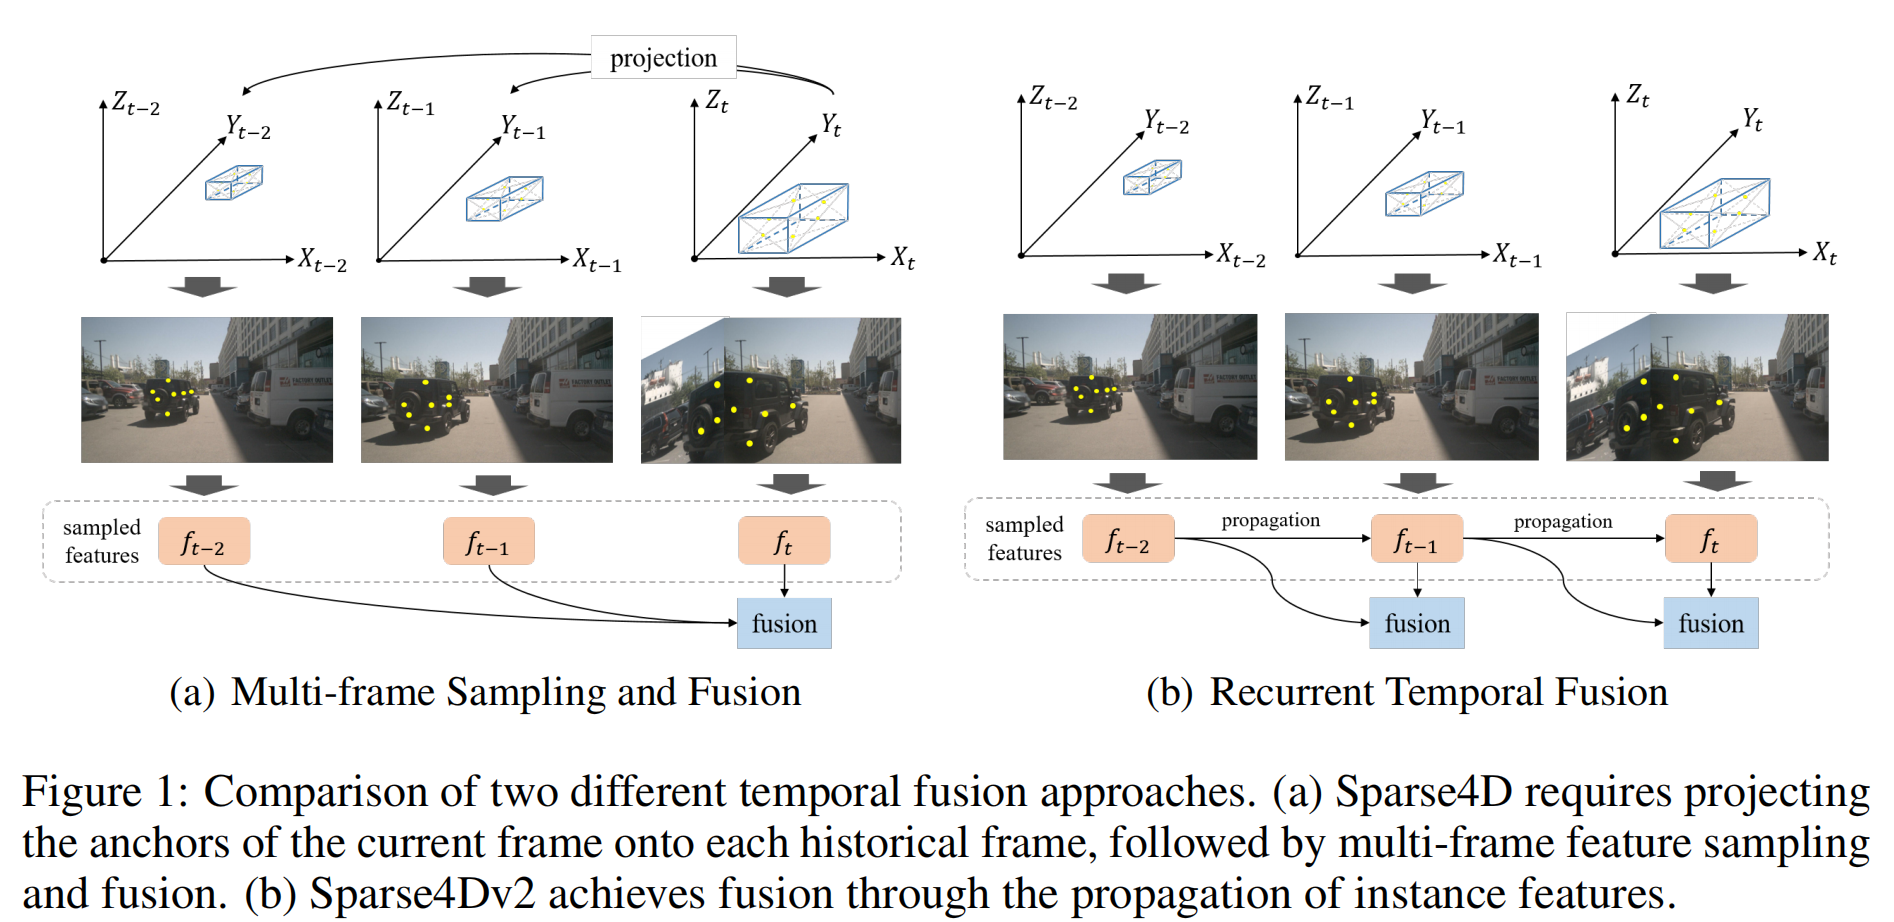 projection
Z_{t-2}
Y_{t-2}
X_{t-2}
Z_{t-1}
Y_{t-1}
X_{t-1}
Z_t
Y_t
X_t
FACTORY OUTLET
sampled
features
f_{t-2}
f_{t-1}
f_t
fusion
(a) Multi-frame Sampling and Fusion
Z_{t-2}
Y_{t-2}
X_{t-2}
Z_{t-1}
Y_{t-1}
X_{t-1}
Z_t
Y_t
X_t
sampled
features
f_{t-2}
propagation
f_{t-1}
propagation
f_t
fusion
fusion
(b) Recurrent Temporal Fusion
Figure 1: Comparison of two different temporal fusion approaches. (a) Sparse4D requires projecting
the anchors of the current frame onto each historical frame, followed by multi-frame feature sampling
and fusion. (b) Sparse4Dv2 achieves fusion through the propagation of instance features.